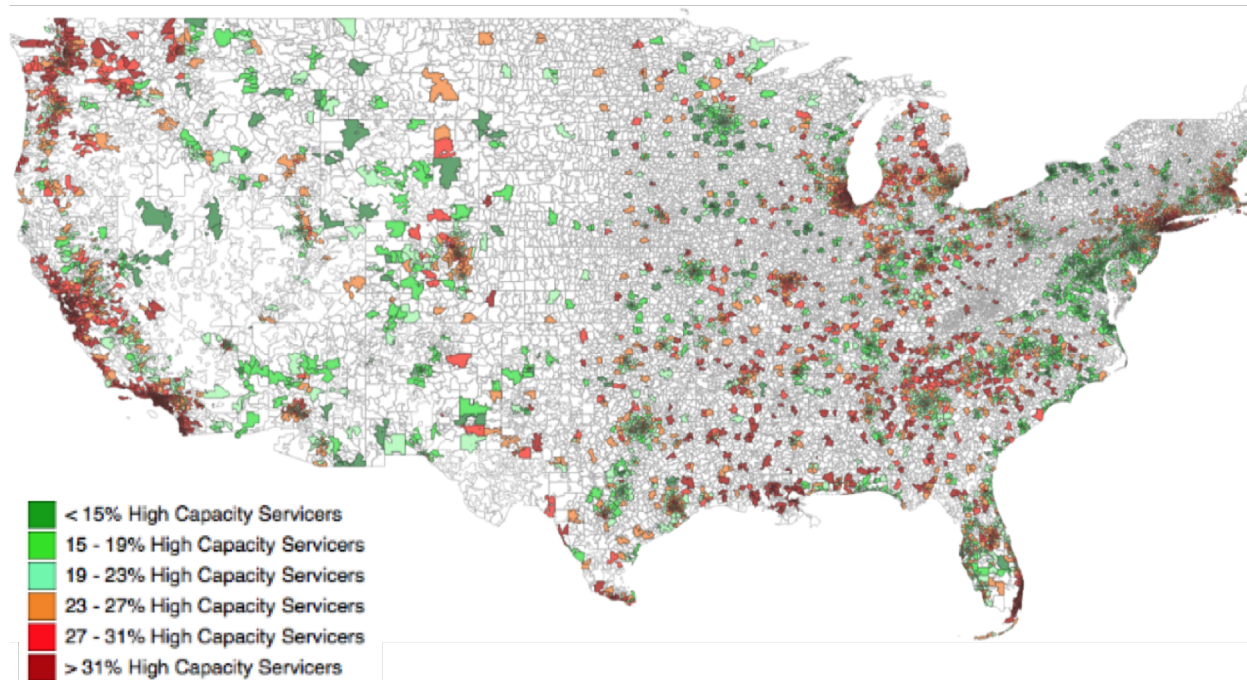 < 15% High Capacity Servicers
15 - 19% High Capacity Servicers
19 - 23% High Capacity Servicers
23 - 27% High Capacity Servicers
27 - 31% High Capacity Servicers
> 31% High Capacity Servicers